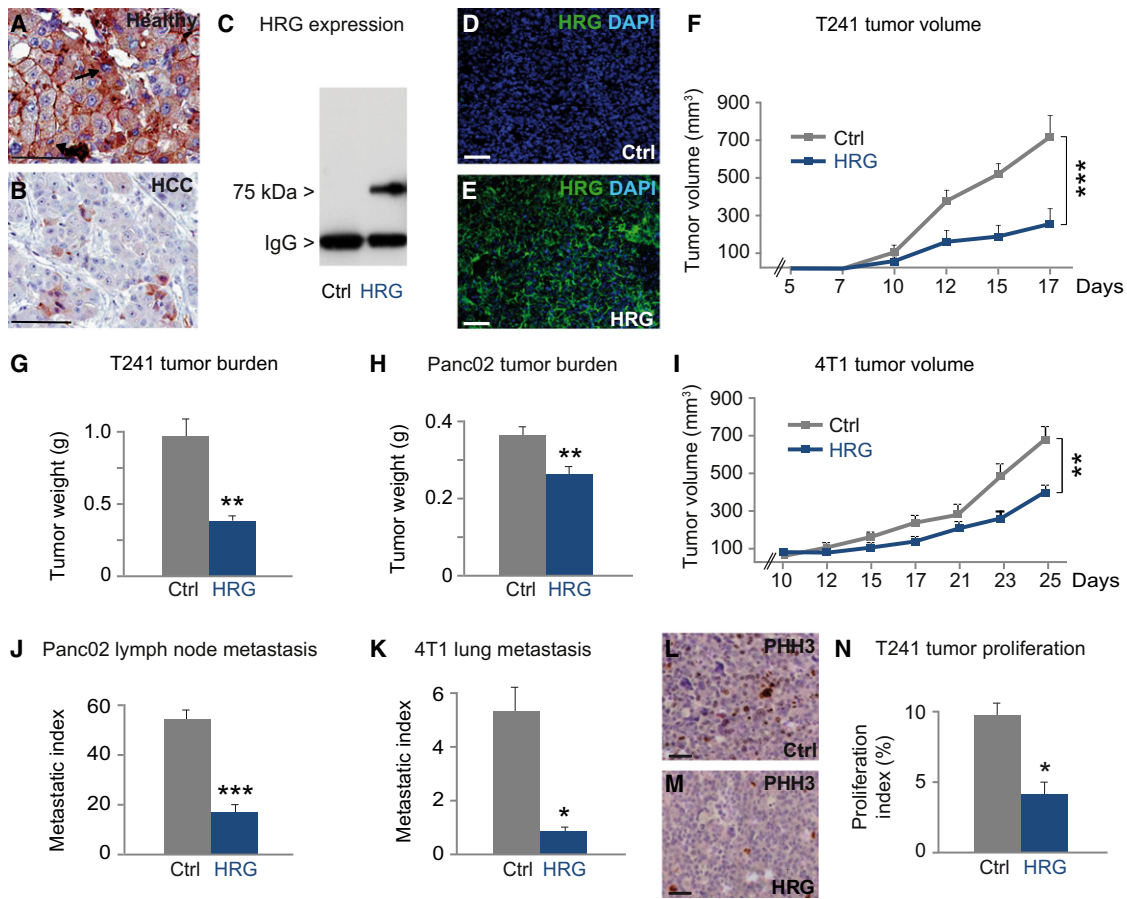 A
Healthy
B
HCC
C HRG expression
75 kDa >
IgG >
Ctrl HRG
D
HRG DAPI
Ctrl
E
HRG DAPI
HRG
F T241 tumor volume
Tumor volume (mm³)
900
700
500
300
100
Ctrl
HRG
***
5 7 10 12 15 17 Days
G T241 tumor burden
Tumor weight (g)
1.0
0.5
0
**
Ctrl HRG
H Panc02 tumor burden
Tumor weight (g)
0.4
0.2
0
**
Ctrl HRG
I 4T1 tumor volume
Tumor volume (mm³)
900
700
500
300
100
Ctrl
HRG
**
10 12 15 17 21 23 25 Days
J Panc02 lymph node metastasis
Metastatic index
60
40
20
0
***
Ctrl HRG
K 4T1 lung metastasis
Metastatic index
6
4
2
0
*
Ctrl HRG
L
PHH3
Ctrl
M
PHH3
HRG
N T241 tumor proliferation
Proliferation
index (%)
10
5
0
*
Ctrl HRG